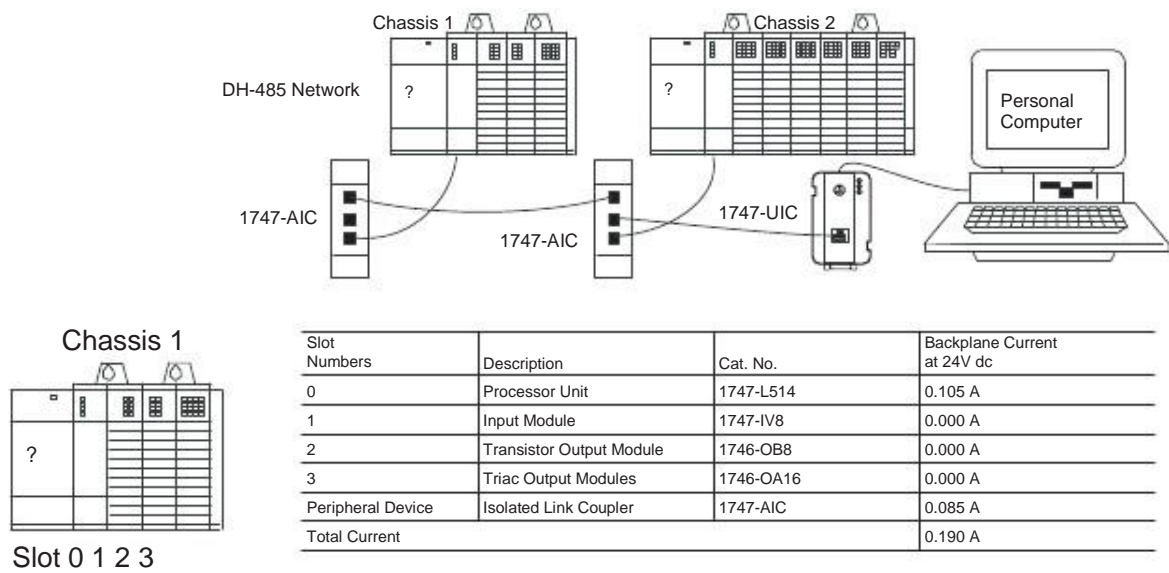 Chassis 1
Chassis 2
DH-485 Network
?
?
Personal
Computer
1747-AIC
1747-AIC
1747-UIC
Chassis 1
?
Slot 0 1 2 3
Slot
Numbers Description Cat. No. Backplane Current
at 24V dc
0 Processor Unit 1747-L514 0.105 A
1 Input Module 1747-IV8 0.000 A
2 Transistor Output Module 1746-OB8 0.000 A
3 Triac Output Modules 1746-OA16 0.000 A
Peripheral Device Isolated Link Coupler 1747-AIC 0.085 A
Total Current 0.190 A